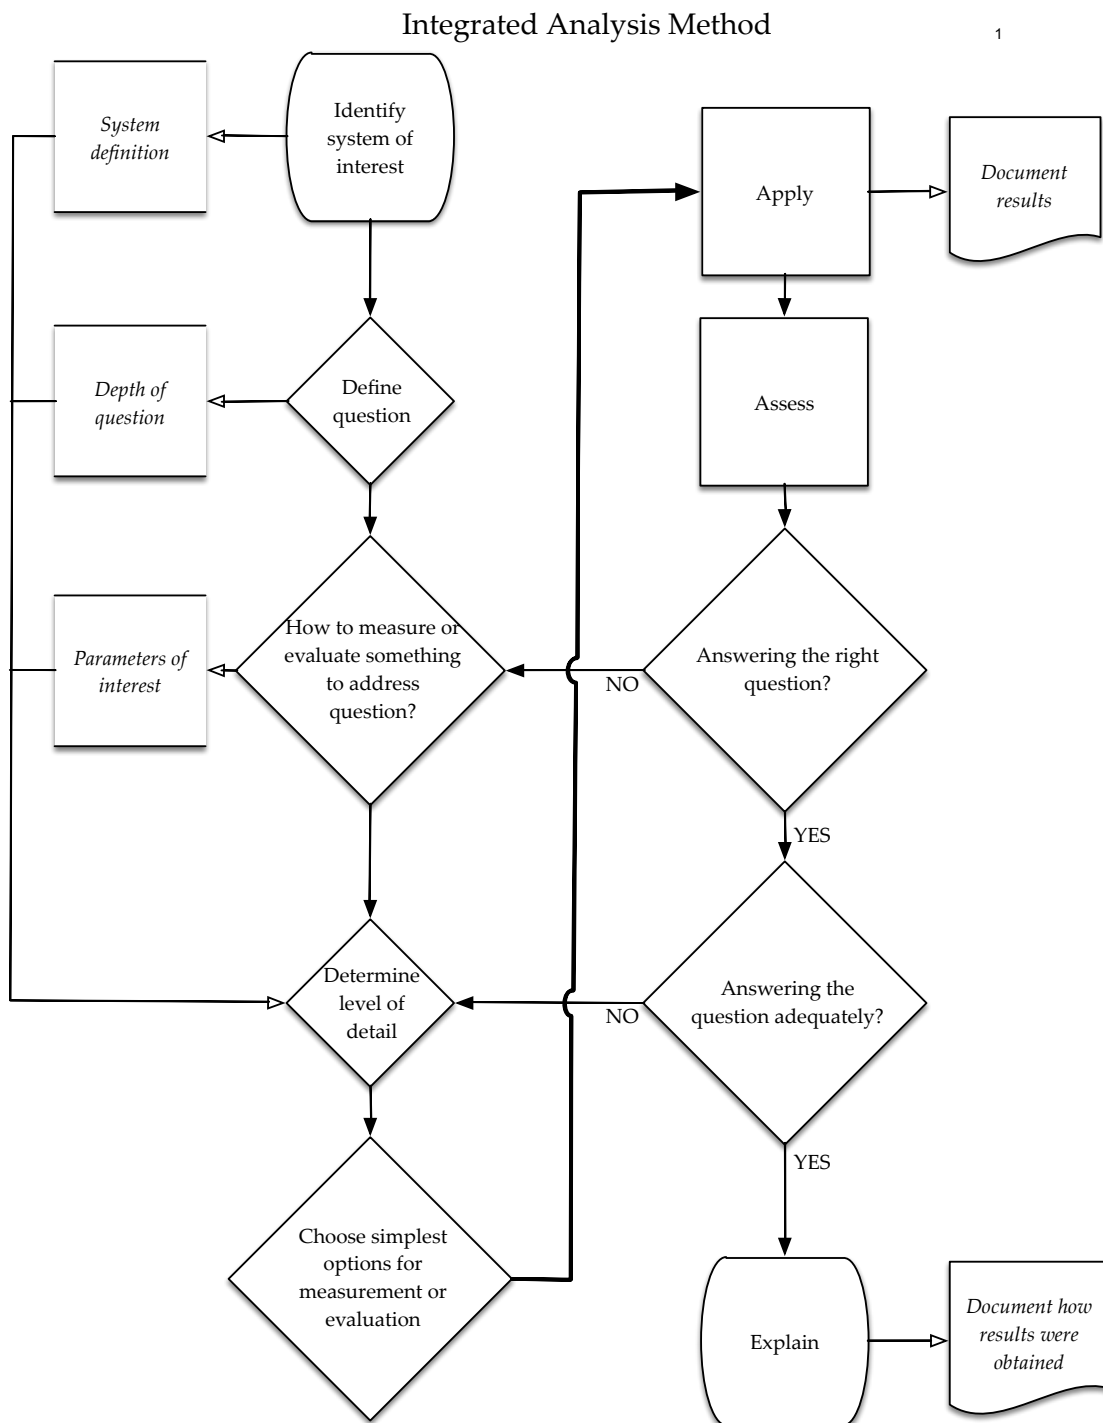 Integrated Analysis Method
1
System
definition
Identify
system of
interest
Apply
Document
results
Depth of
question
Define
question
Assess
Parameters of
interest
How to measure or
evaluate something
to address
question?
NO
Answering the right
question?
YES
Determine
level of
detail
NO
Answering the
question adequately?
YES
Choose simplest
options for
measurement or
evaluation
Explain
Document how
results were
obtained